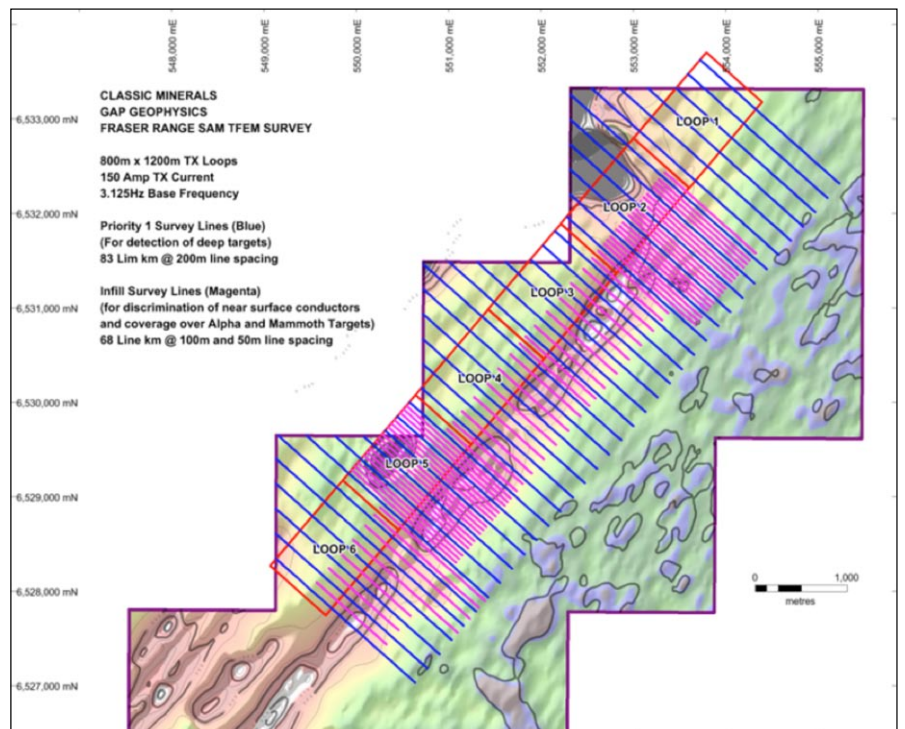 548,000 mE
549,000 mE
550,000 mE
551,000 mE
552,000 mE
553,000 mE
554,000 mE
555,000 mE
CLASSIC MINERALS
GAP GEOPHYSICS
FRASER RANGE SAM TFEM SURVEY
800m x 1200m TX Loops
150 Amp TX Current
3.125Hz Base Frequency
Priority 1 Survey Lines (Blue)
(For detection of deep targets)
83 Lim km @ 200m line spacing
Infill Survey Lines (Magenta)
(for discrimination of near surface conductors
and coverage over Alpha and Mammoth Targets)
68 Line km @ 100m and 50m line spacing
6,533,000 mN
6,532,000 mN
6,531,000 mN
6,530,000 mN
6,529,000 mN
6,528,000 mN
6,527,000 mN
LOOP 1
LOOP 2
LOOP 3
LOOP 4
LOOP 5
LOOP 6
0 1,000
metres